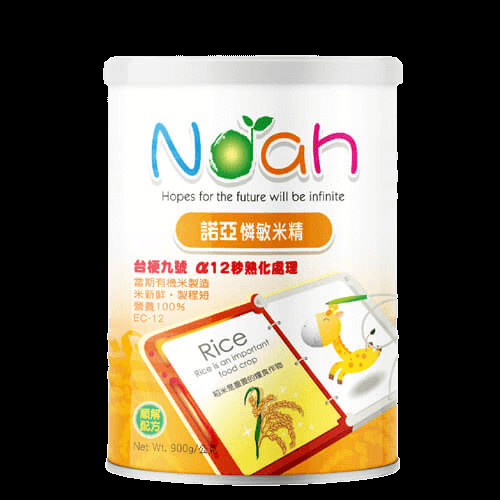 Noah
Hopes for the future will be infinite
諾亞憐敏米精
台梗九號 α12秒熟化處理
當期有機米製造
米新鮮・製程短
營養100%
EC-12
Rice
Rice is an important
food crop
稻米是重要的糧食作物
順解
配方
Net Wt. 900g/公克